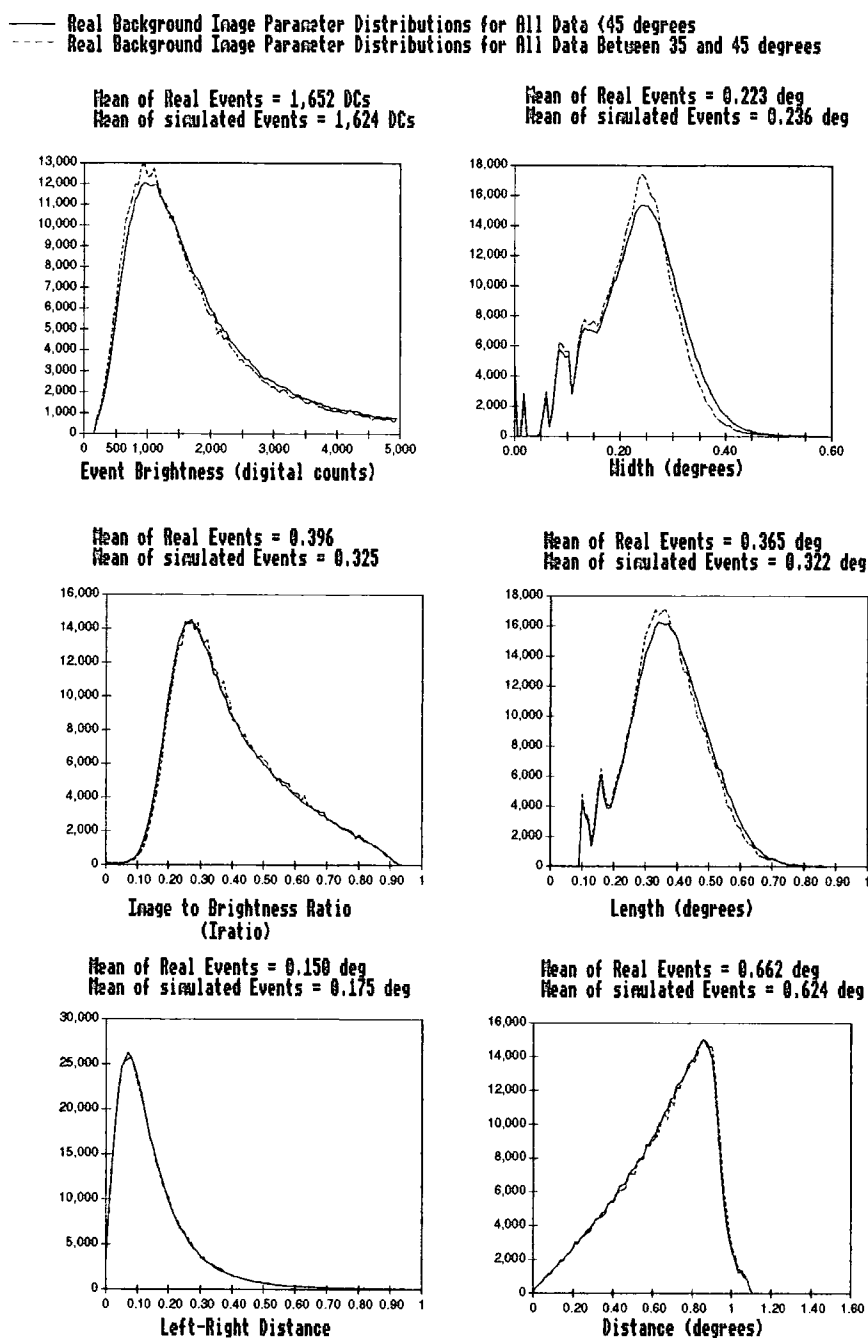 Real Background Image Parameter Distributions for All Data <45 degrees
Real Background Image Parameter Distributions for All Data Between 35 and 45 degrees
Mean of Real Events = 1,652 DCs
Mean of simulated Events = 1,624 DCs
13,000
12,000
11,000
10,000
9,000
8,000
7,000
6,000
5,000
4,000
3,000
2,000
1,000
0
0 500 1,000 2,000 3,000 4,000 5,000
Event Brightness (digital counts)
Mean of Real Events = 0.223 deg
Mean of simulated Events = 0.236 deg
18,000
16,000
14,000
12,000
10,000
8,000
6,000
4,000
2,000
0
0.00 0.10 0.20 0.30 0.40 0.60
Width (degrees)
Mean of Real Events = 0.396
Mean of simulated Events = 0.325
16,000
14,000
12,000
10,000
8,000
6,000
4,000
2,000
0
0 0.10 0.20 0.30 0.40 0.50 0.60 0.70 0.80 0.90 1
Image to Brightness Ratio
(Iratio)
Mean of Real Events = 0.365 deg
Mean of simulated Events = 0.322 deg
18,000
16,000
14,000
12,000
10,000
8,000
6,000
4,000
2,000
0
0 0.10 0.20 0.30 0.40 0.50 0.60 0.70 0.80 0.90 1
Length (degrees)
Mean of Real Events = 0.150 deg
Mean of simulated Events = 0.175 deg
30,000
25,000
20,000
15,000
10,000
5,000
0
0.10 0.20 0.30 0.40 0.50 0.60 0.70 0.80 0.90 1
Left-Right Distance
Mean of Real Events = 0.662 deg
Mean of simulated Events = 0.624 deg
16,000
14,000
12,000
10,000
8,000
6,000
4,000
2,000
0
0 0.20 0.40 0.60 0.80 1 1.20 1.40 1.60
Distance (degrees)